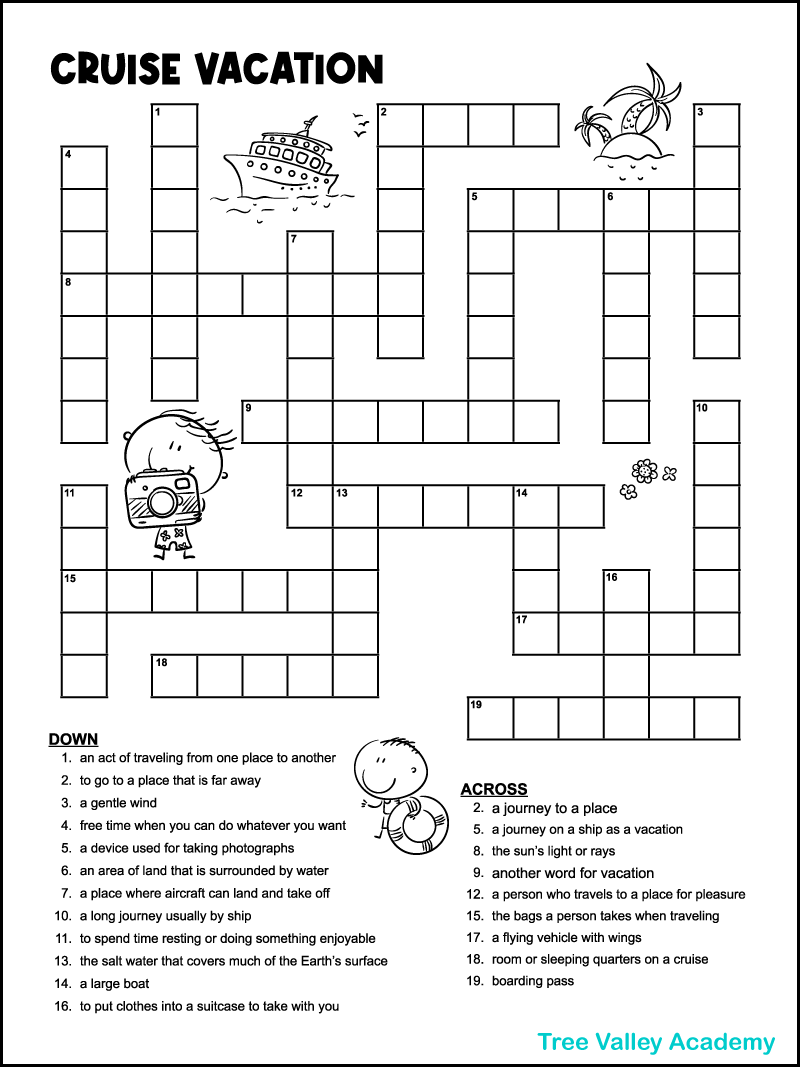 CRUISE VACATION
1
2
3
4
5
6
7
8
9
10
11
12
13
14
15
16
17
18
19
DOWN
1. an act of traveling from one place to another
2. to go to a place that is far away
3. a gentle wind
4. free time when you can do whatever you want
5. a device used for taking photographs
6. an area of land that is surrounded by water
7. a place where aircraft can land and take off
10. a long journey usually by ship
11. to spend time resting or doing something enjoyable
13. the salt water that covers much of the Earth's surface
14. a large boat
16. to put clothes into a suitcase to take with you
ACROSS
2. a journey to a place
5. a journey on a ship as a vacation
8. the sun's light or rays
9. another word for vacation
12. a person who travels to a place for pleasure
15. the bags a person takes when traveling
17. a flying vehicle with wings
18. room or sleeping quarters on a cruise
19. boarding pass
Tree Valley Academy